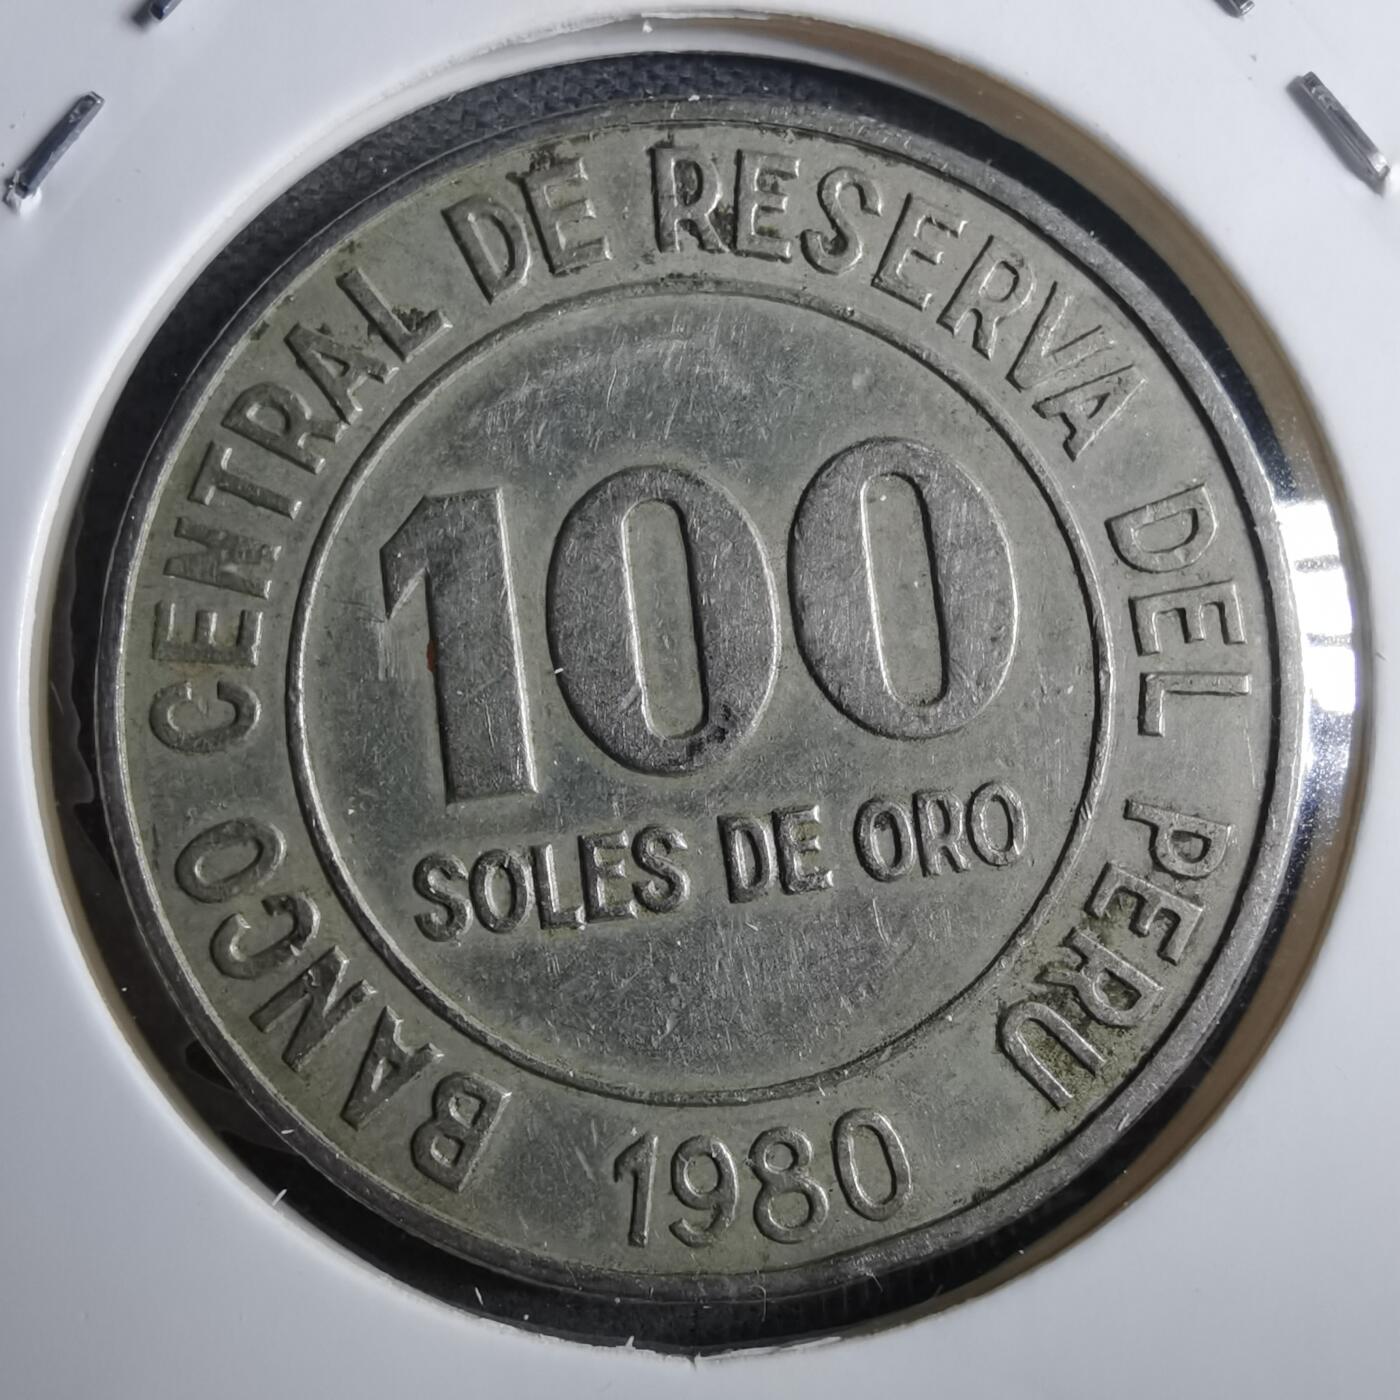 BANCO CENTRAL DE RESERVA DEL PERU
100
SOLES DE ORO
1980